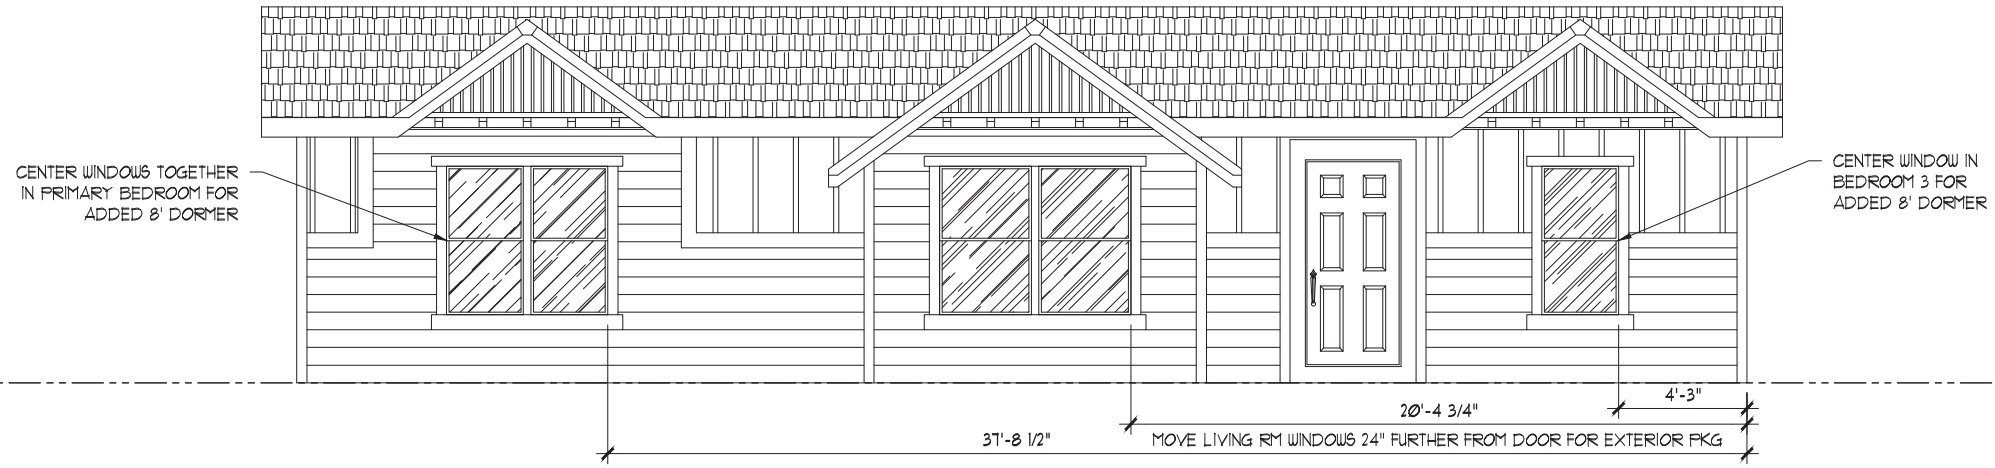 CENTER WINDOWS TOGETHER
IN PRIMARY BEDROOM FOR
ADDED 8' DORMER
CENTER WINDOW IN
BEDROOM 3 FOR
ADDED 8' DORMER
4'-3"
20'-4 3/4"
37'-8 1/2"
MOVE LIVING RM WINDOWS 24" FURTHER FROM DOOR FOR EXTERIOR PKG